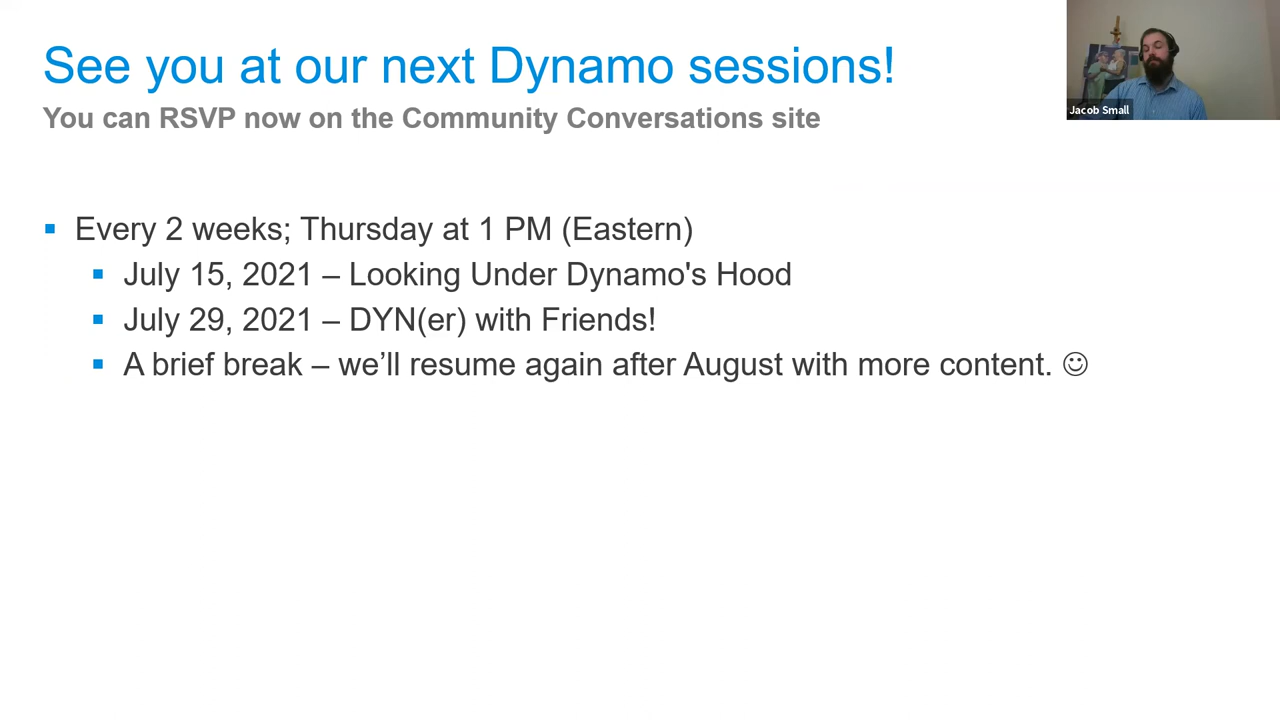 See you at our next Dynamo sessions!
You can RSVP now on the Community Conversations site
Jacob Small
▪ Every 2 weeks; Thursday at 1 PM (Eastern)
▪ July 15, 2021 – Looking Under Dynamo's Hood
▪ July 29, 2021 – DYN(er) with Friends!
▪ A brief break – we’ll resume again after August with more content. ☺